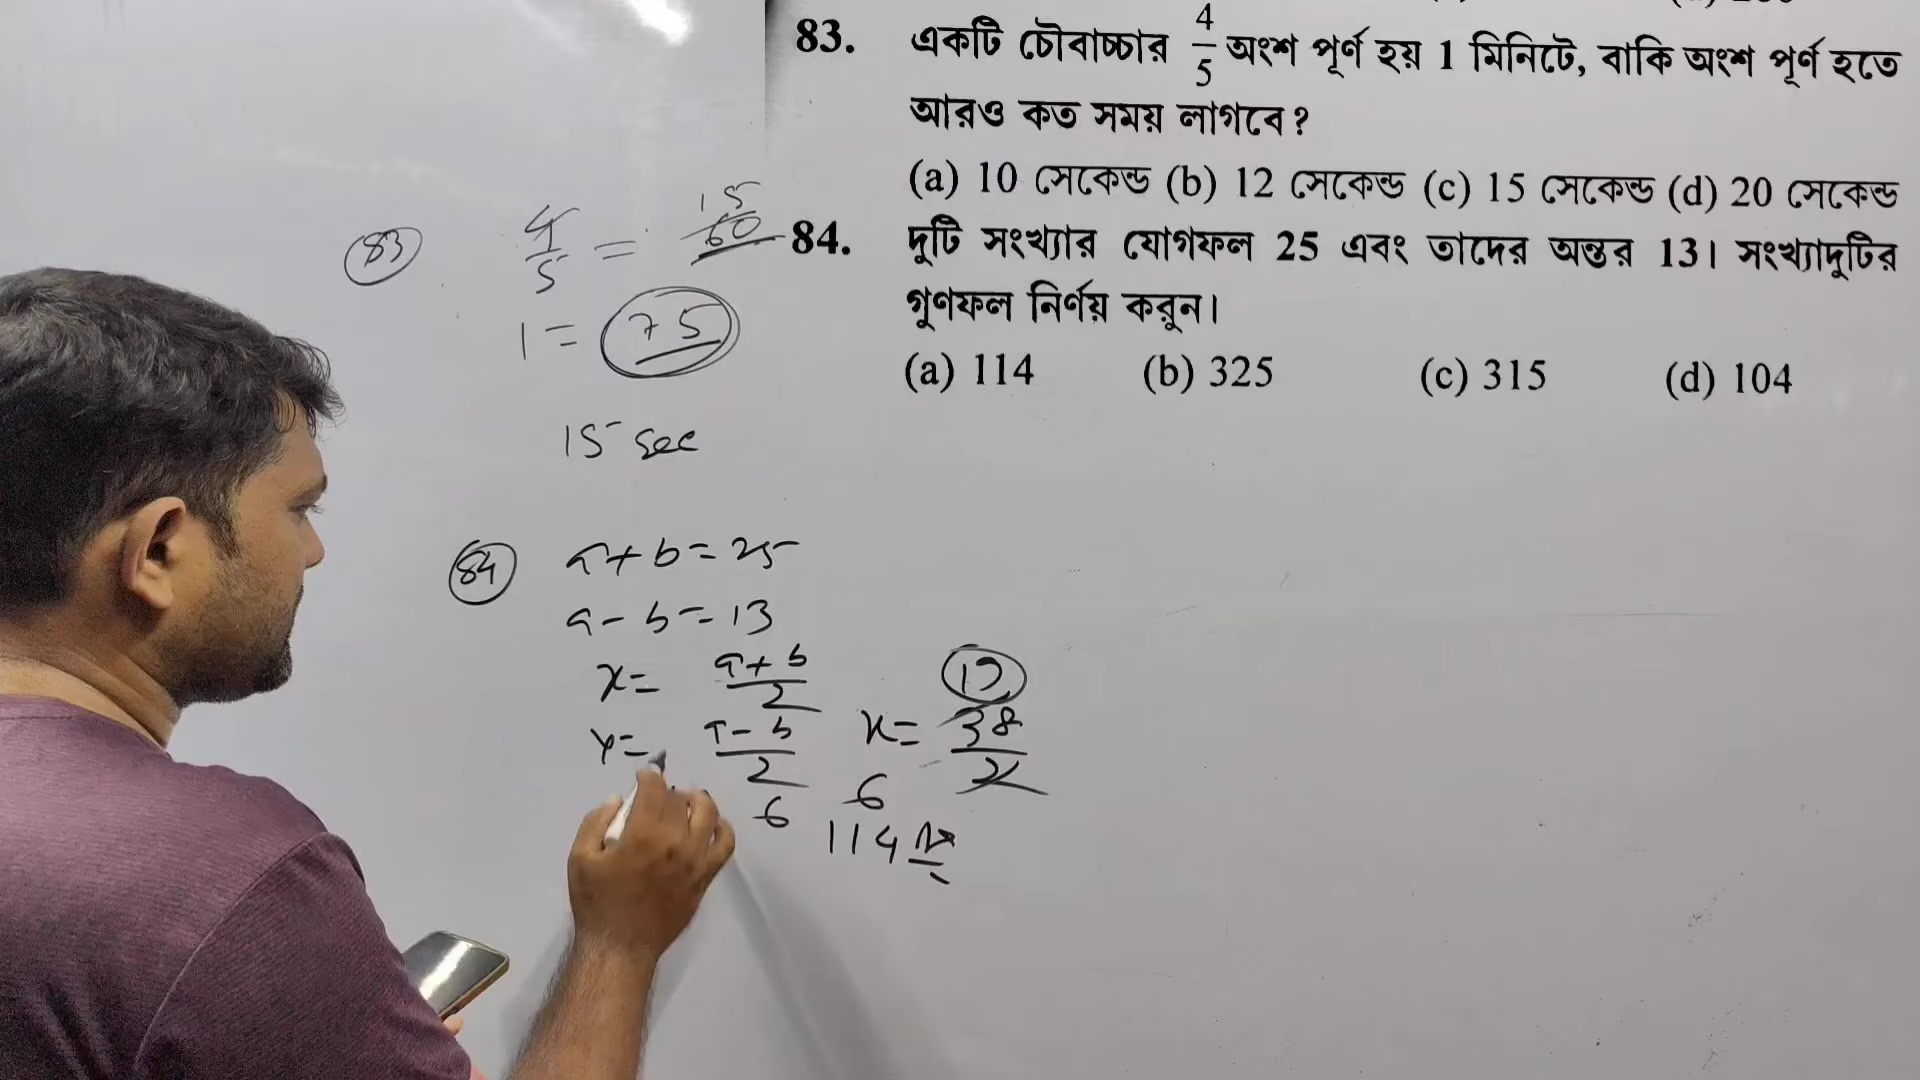 83. একটি চৌবাচ্চার 4/5 অংশ পূর্ণ হয় 1 মিনিটে, বাকি অংশ পূর্ণ হতে
আরও কত সময় লাগবে?
(a) 10 সেকেন্ড (b) 12 সেকেন্ড (c) 15 সেকেন্ড (d) 20 সেকেন্ড
84. দুটি সংখ্যার যোগফল 25 এবং তাদের অন্তর 13। সংখ্যাদুটির
গুণফল নির্ণয় করুন।
(a) 114 (b) 325 (c) 315 (d) 104
83 4/5 = 60 15
1 = 75
15 sec
84 a + b = 25
a - b = 13
x = a + b / 2
y = a - b / 2
x = 38 / 2 19
6 6
114